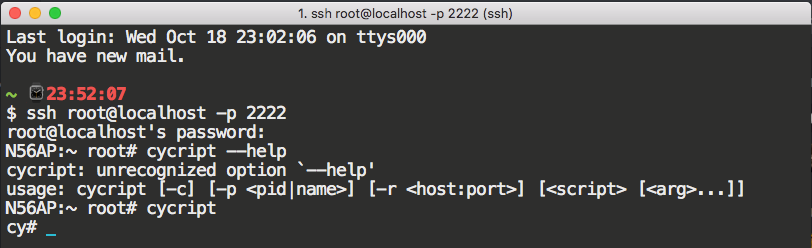 1. ssh root@localhost -p 2222 (ssh)
Last login: Wed Oct 18 23:02:06 on ttys000
You have new mail.
~ ⌚23:52:07
$ ssh root@localhost -p 2222
root@localhost's password:
N56AP:~ root# cycript --help
cycript: unrecognized option `--help'
usage: cycript [-c] [-p <pid|name>] [-r <host:port>] [<script> [<arg>...]]
N56AP:~ root# cycript
cy# _